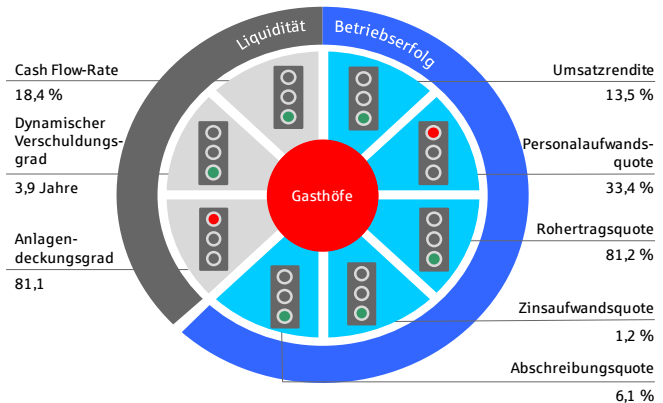 Liquidität
Betriebserfolg
Cash Flow-Rate
18,4 %
Dynamischer
Verschuldungs-
grad
3,9 Jahre
Anlagen-
deckungsgrad
81,1
Gasthöfe
Umsatzrendite
13,5 %
Personalaufwands-
quote
33,4 %
Rohertragsquote
81,2 %
Zinsaufwandsquote
1,2 %
Abschreibungsquote
6,1 %